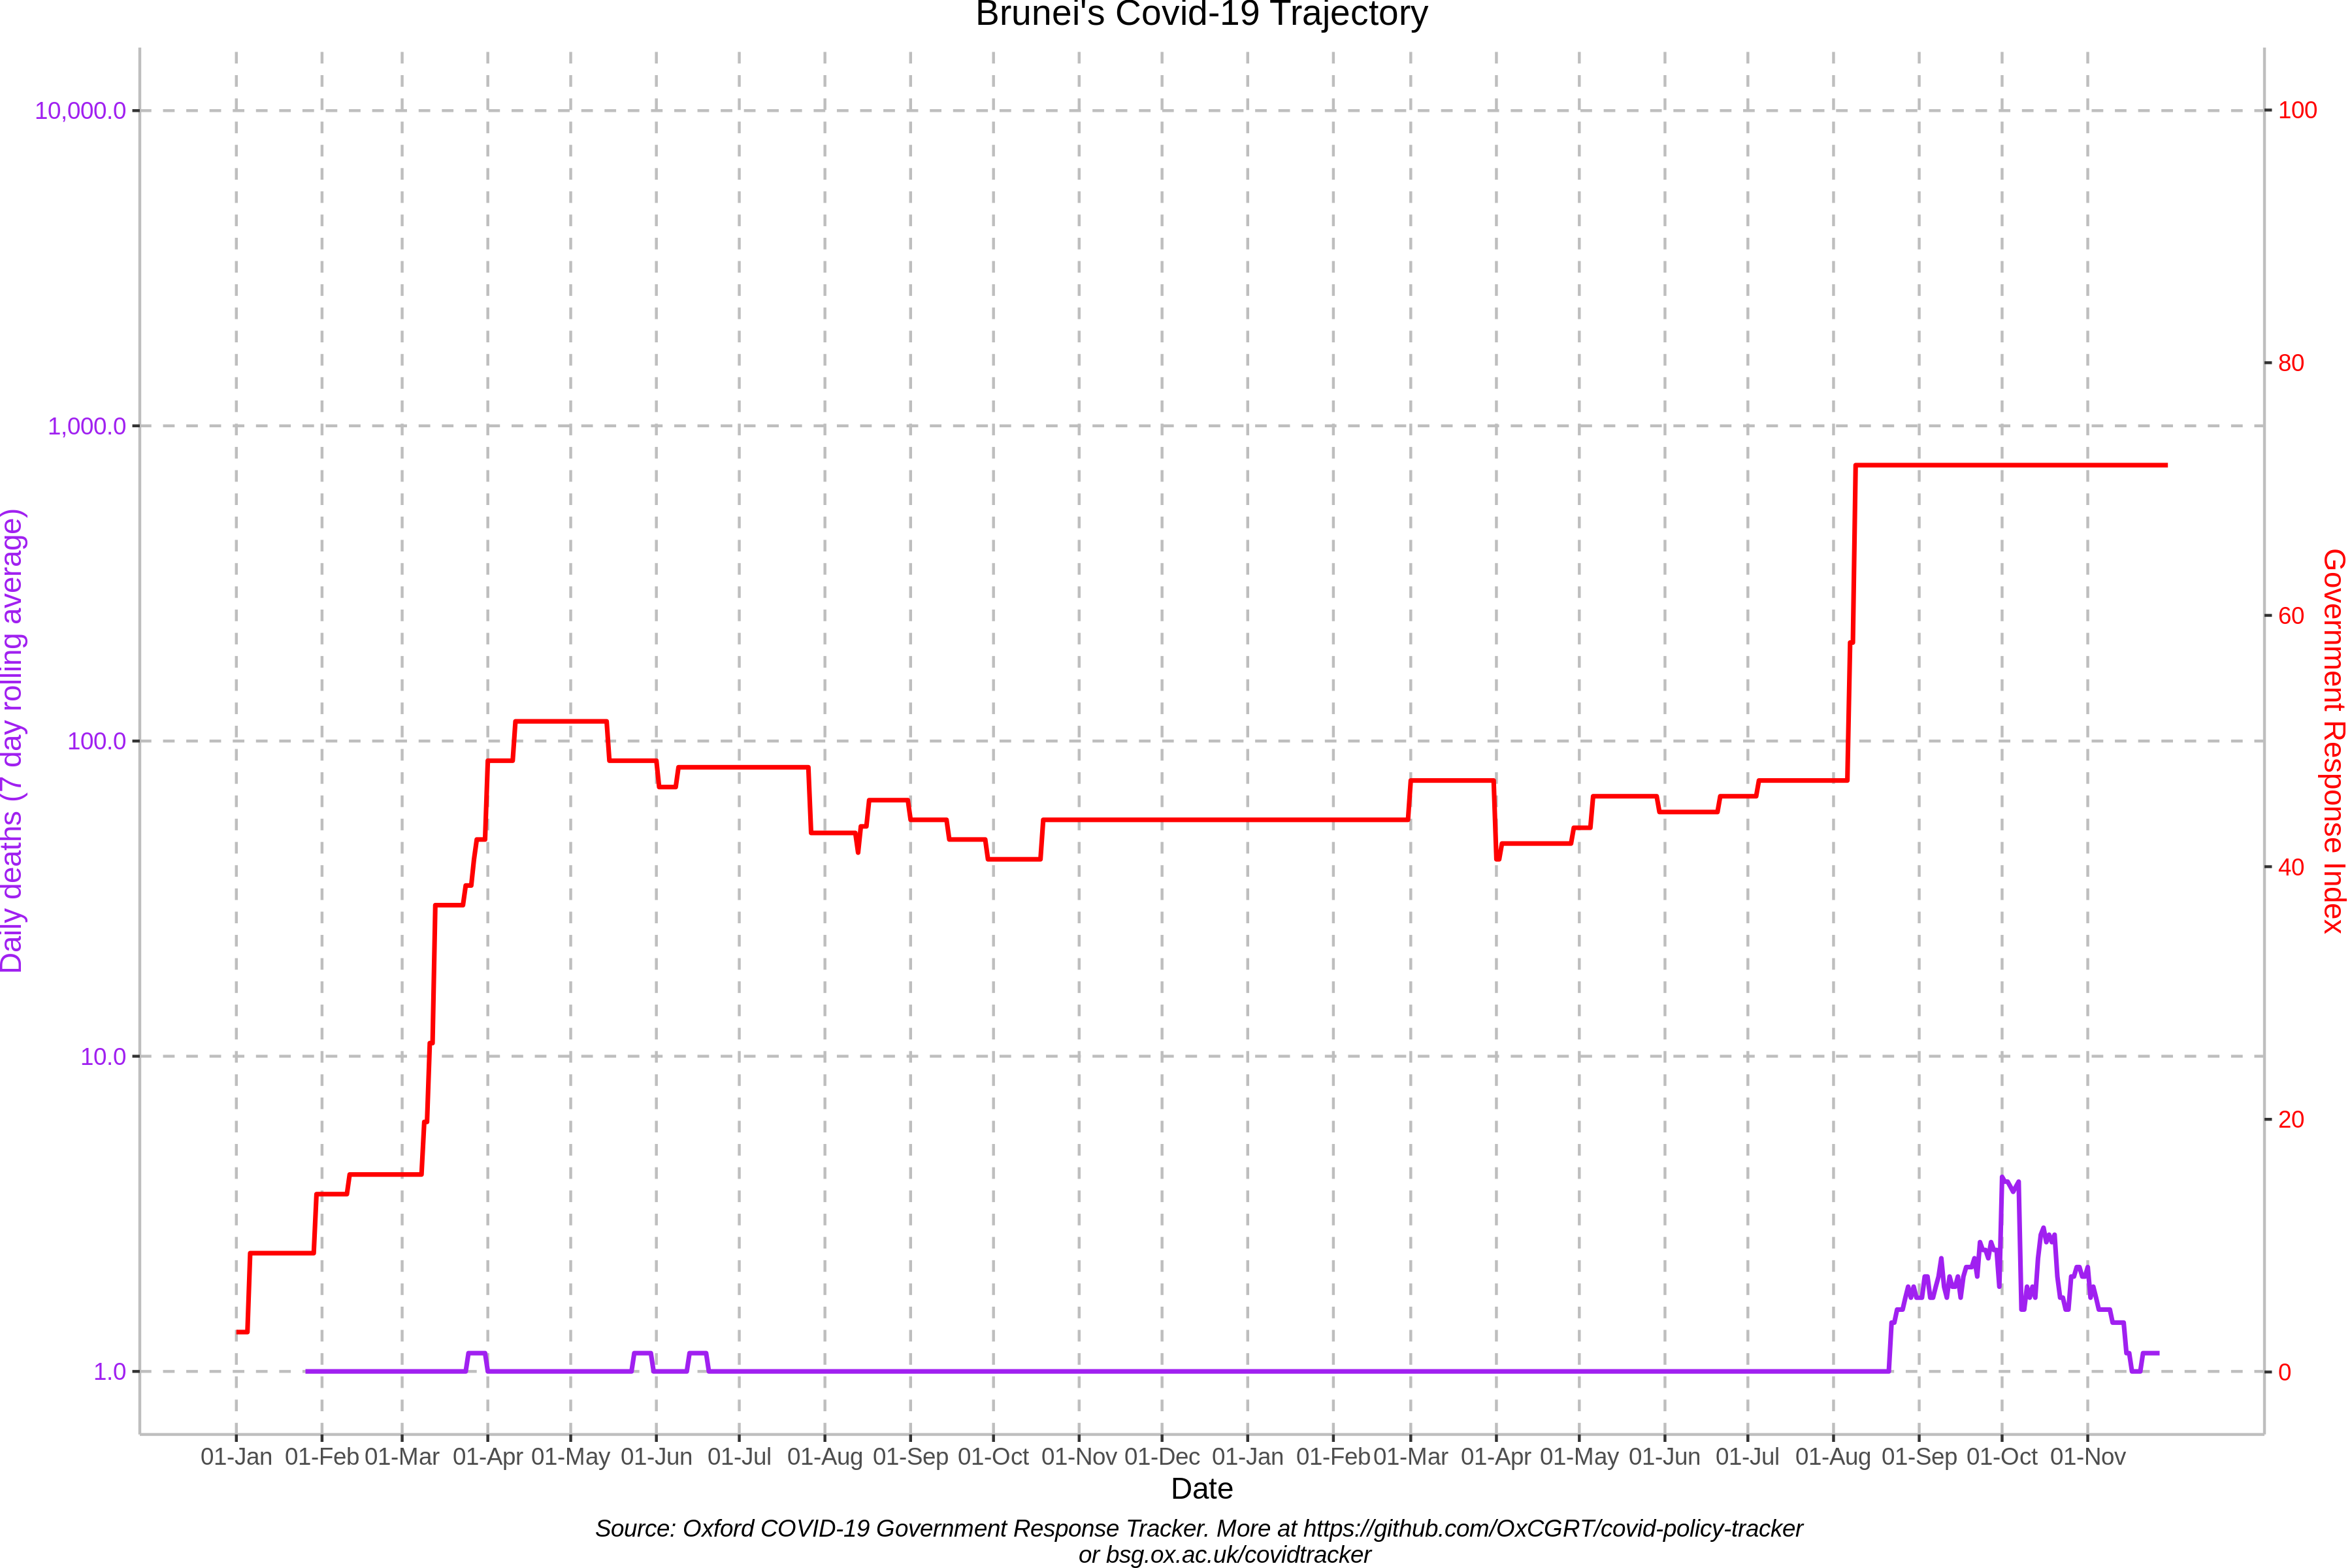 Brunei's Covid-19 Trajectory
10,000.0
1,000.0
100.0
10.0
1.0
Daily deaths (7 day rolling average)
100
80
60
40
20
0
Government Response Index
01-Jan 01-Feb 01-Mar 01-Apr 01-May 01-Jun 01-Jul 01-Aug 01-Sep 01-Oct 01-Nov 01-Dec 01-Jan 01-Feb 01-Mar 01-Apr 01-May 01-Jun 01-Jul 01-Aug 01-Sep 01-Oct 01-Nov
Date
Source: Oxford COVID-19 Government Response Tracker. More at https://github.com/OxCGRT/covid-policy-tracker
or bsg.ox.ac.uk/covidtracker